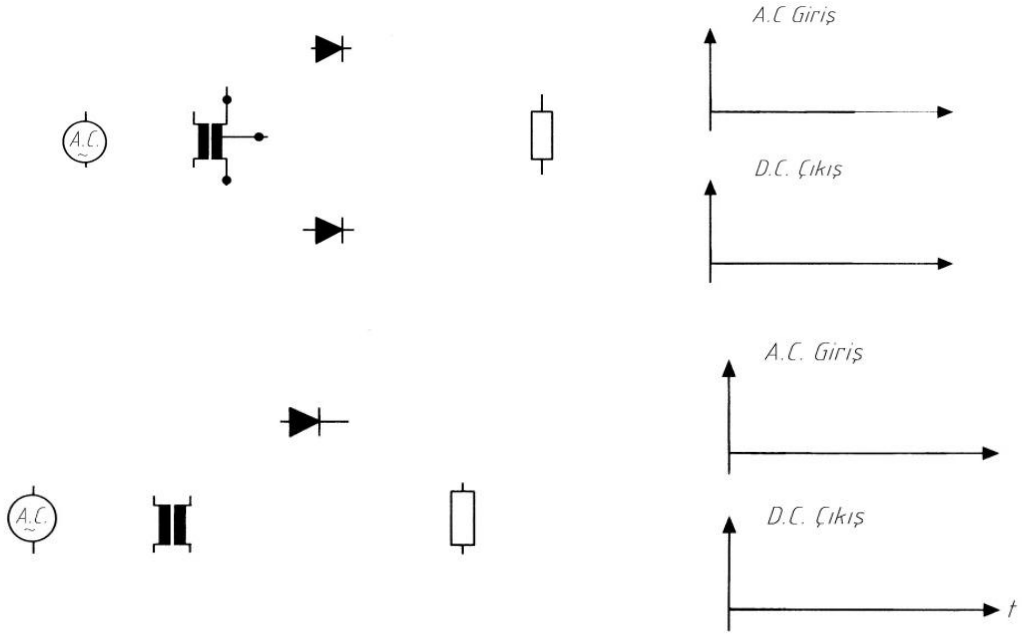 A.C Giriş
A.C.
~
D.C. Çıkış
A.C. Giriş
A.C.
~
D.C. Çıkış
t